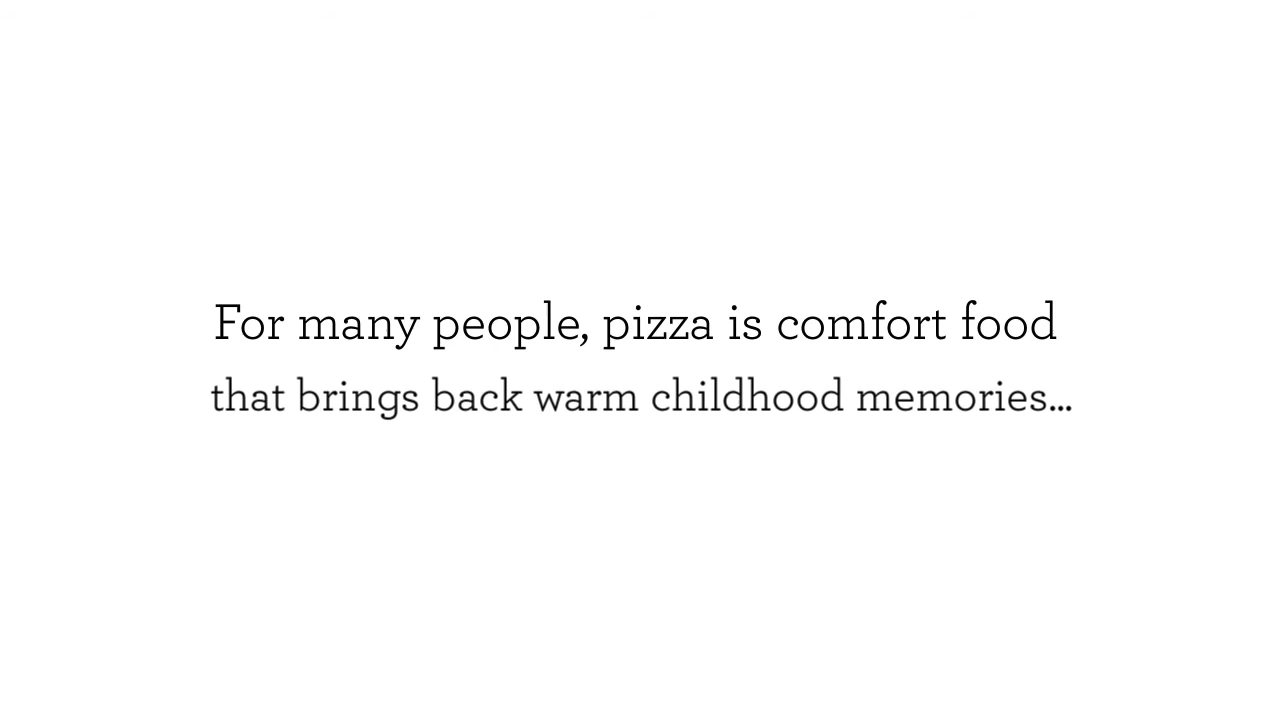 For many people, pizza is comfort food
that brings back warm childhood memories...